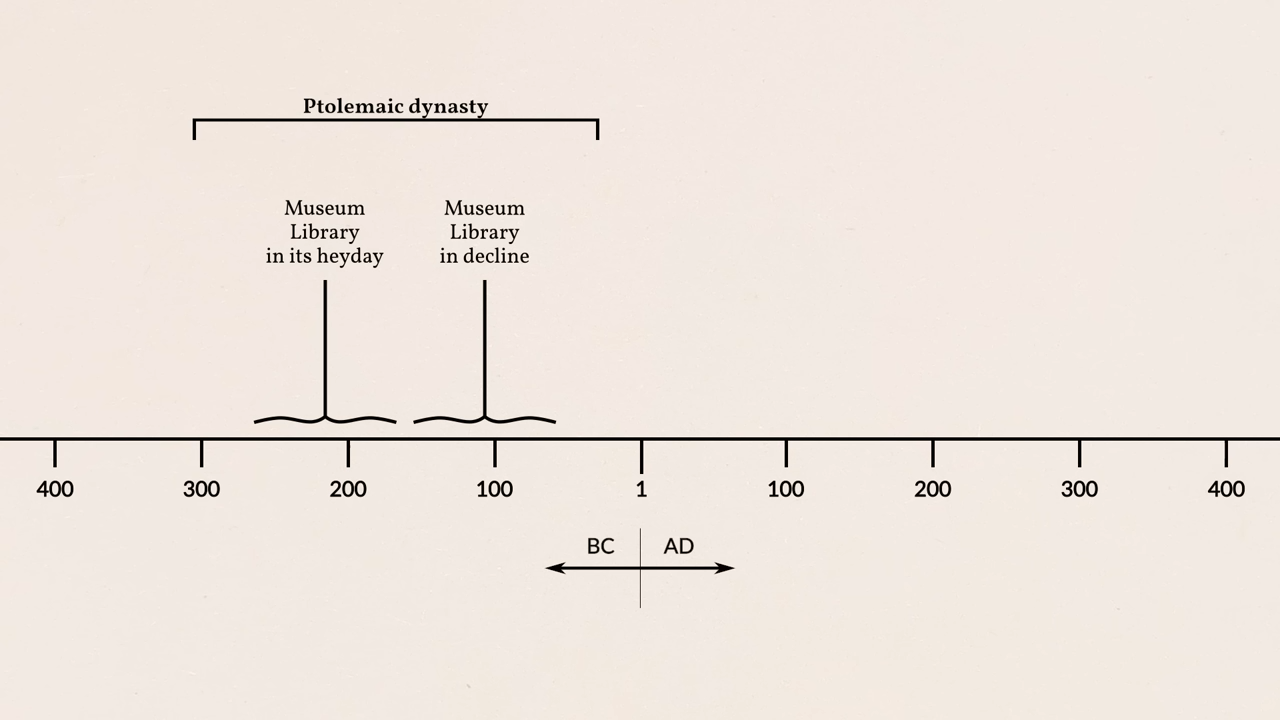 Ptolemaic dynasty
Museum
Library
in its heyday
Museum
Library
in decline
400 300 200 100 1 100 200 300 400
BC AD